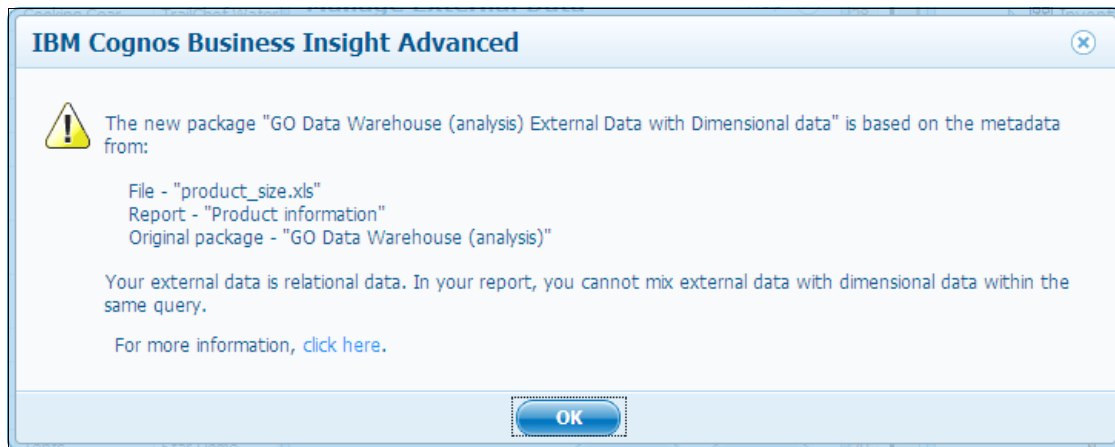 IBM Cognos Business Insight Advanced
The new package "GO Data Warehouse (analysis) External Data with Dimensional data" is based on the metadata
from:
File - "product_size.xls"
Report - "Product information"
Original package - "GO Data Warehouse (analysis)"
Your external data is relational data. In your report, you cannot mix external data with dimensional data within the
same query.
For more information, click here.
OK